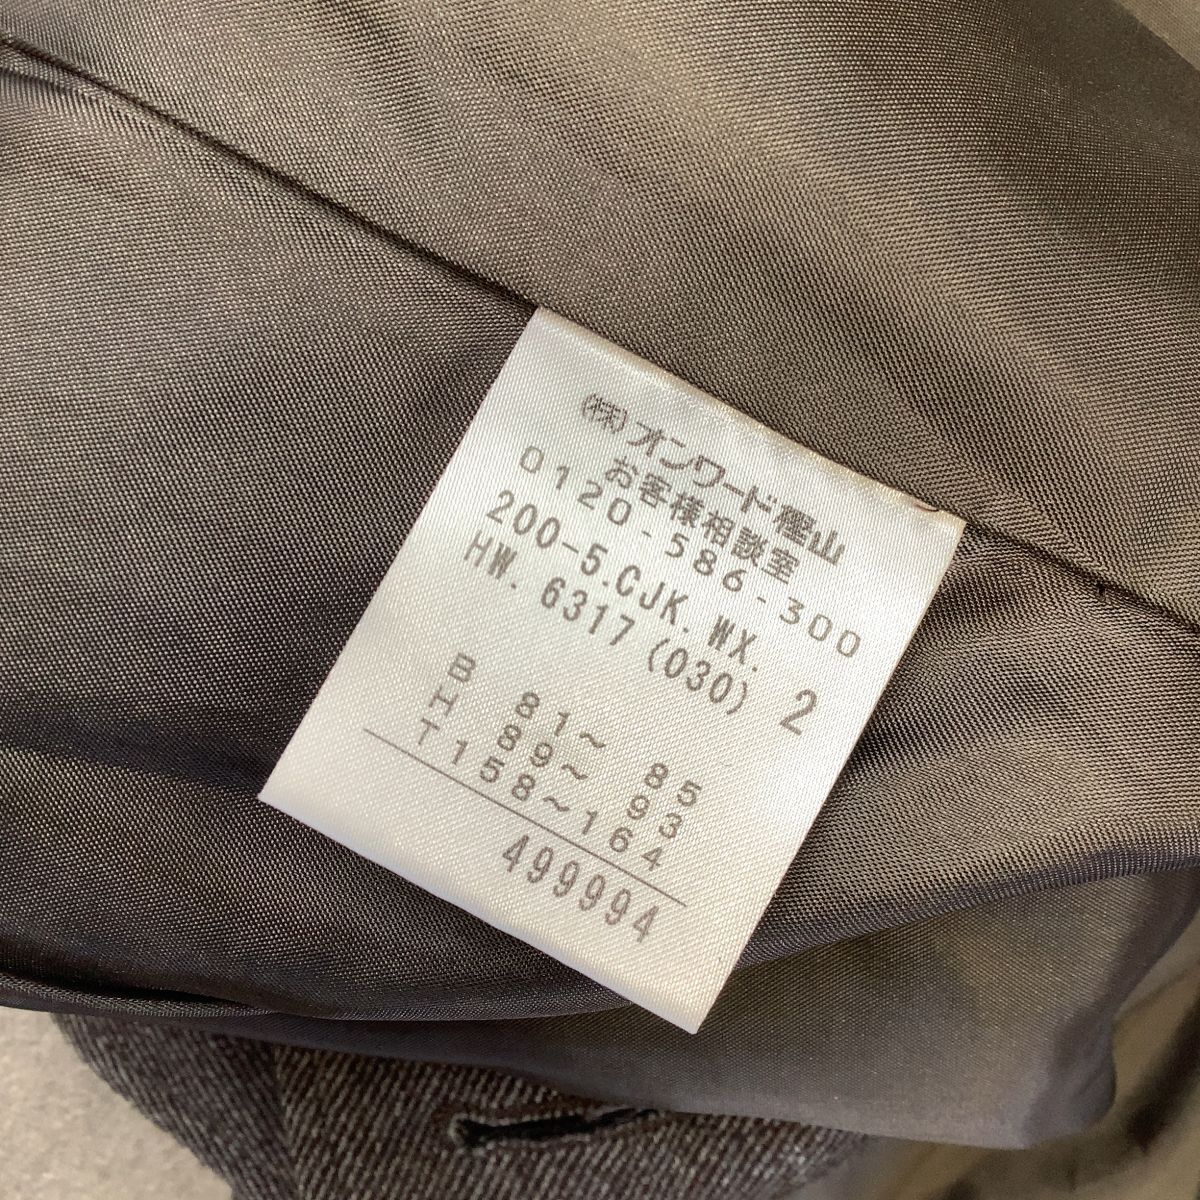 (株)オンワード樫山
お客様相談室
0120-586-300
200-5.CJK.WX.
HW. 6317(030) 2
B 81～ 85
H 89～ 93
T158～164
499994